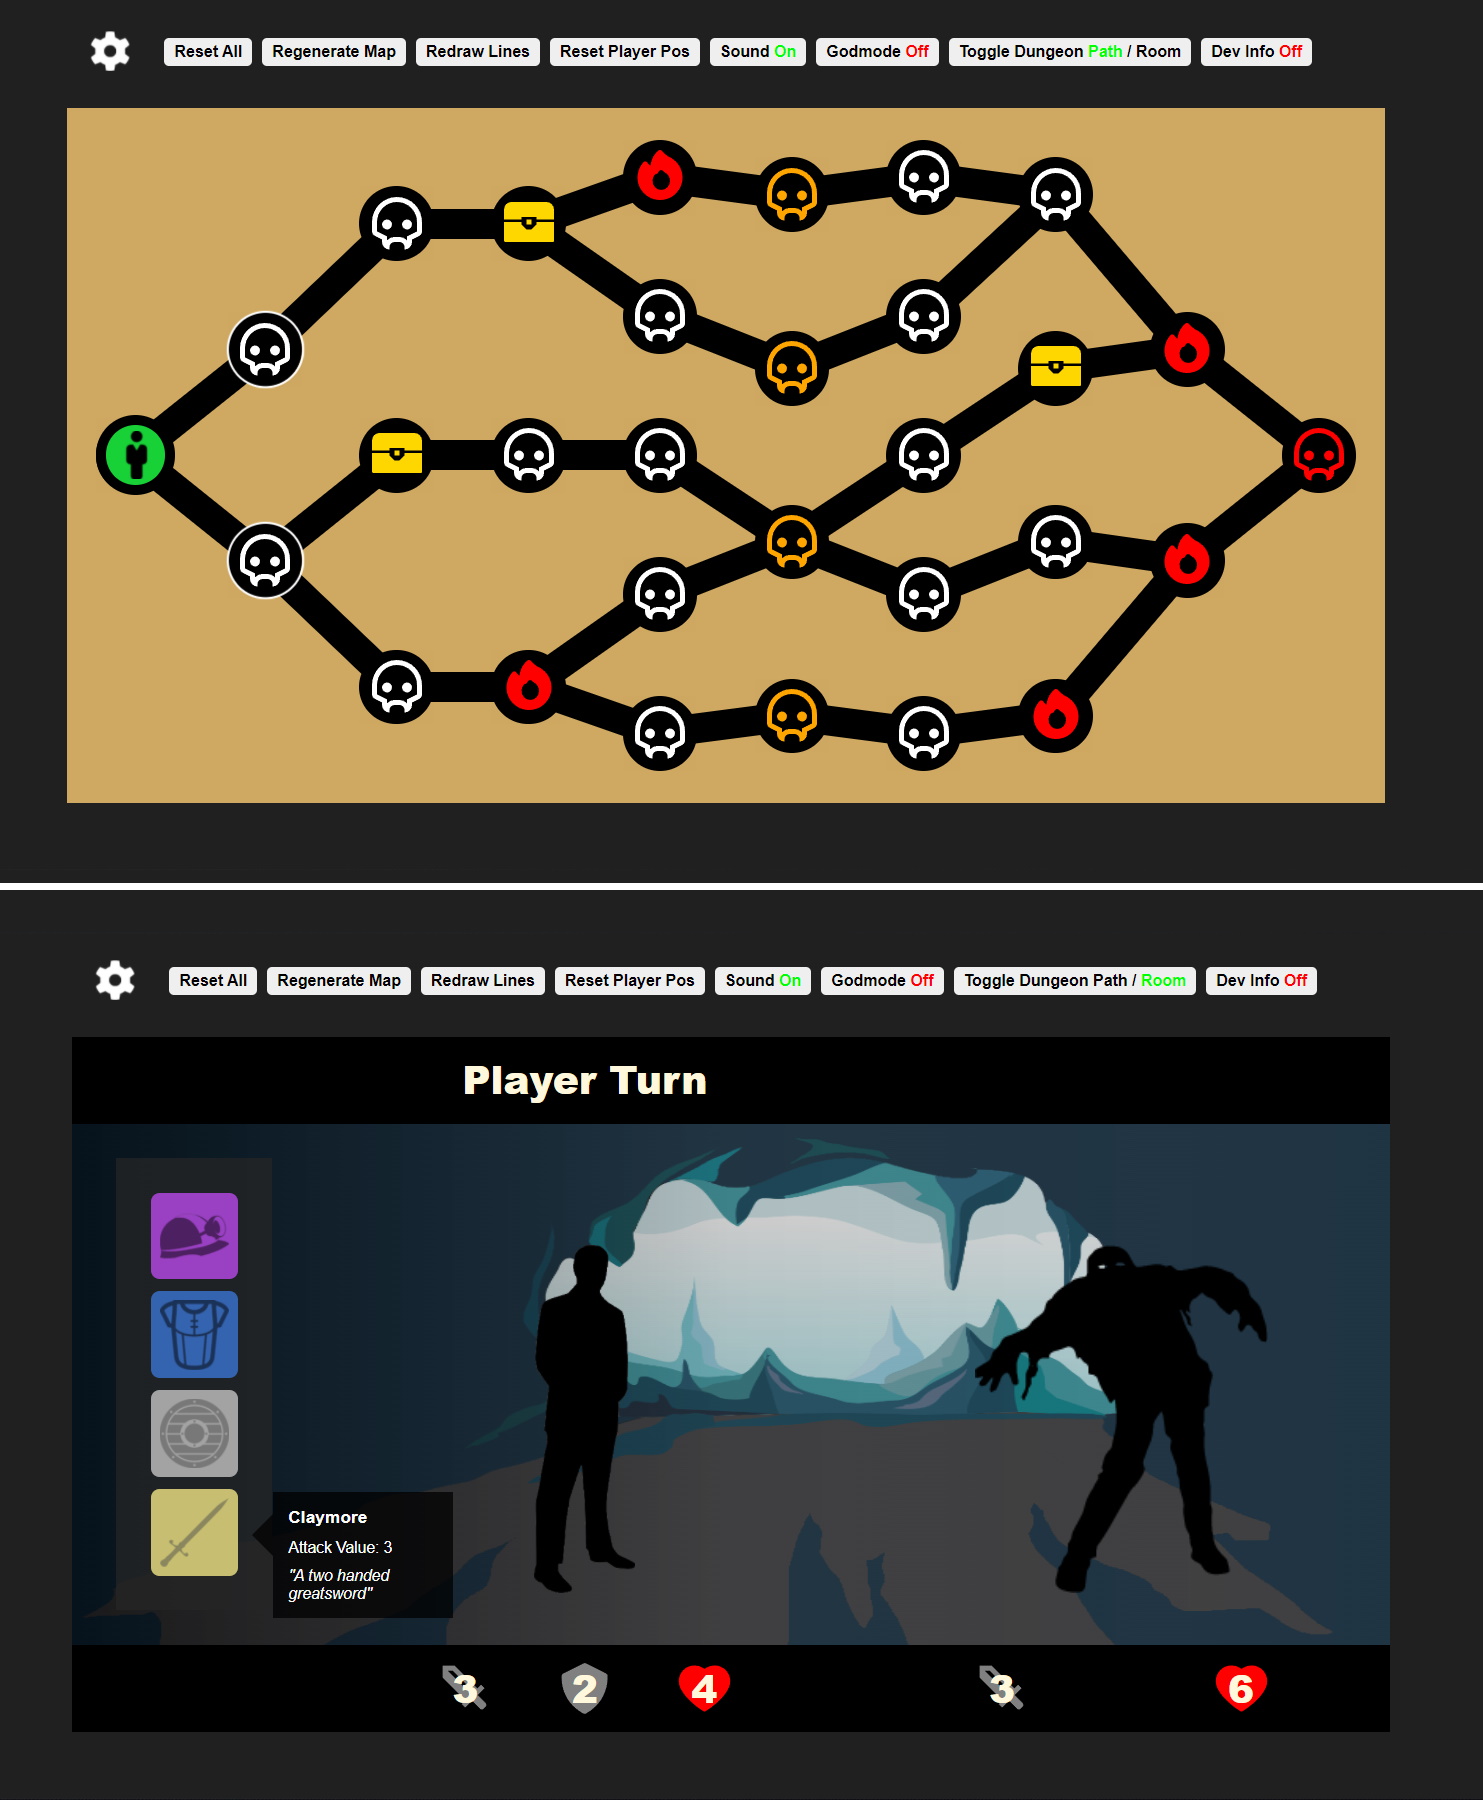 Reset All Regenerate Map Redraw Lines Reset Player Pos Sound On Godmode Off Toggle Dungeon Path / Room Dev Info Off
Reset All Regenerate Map Redraw Lines Reset Player Pos Sound On Godmode Off Toggle Dungeon Path / Room Dev Info Off
Player Turn
Claymore
Attack Value: 3
"A two handed
greatsword"
3 2 4 3 6